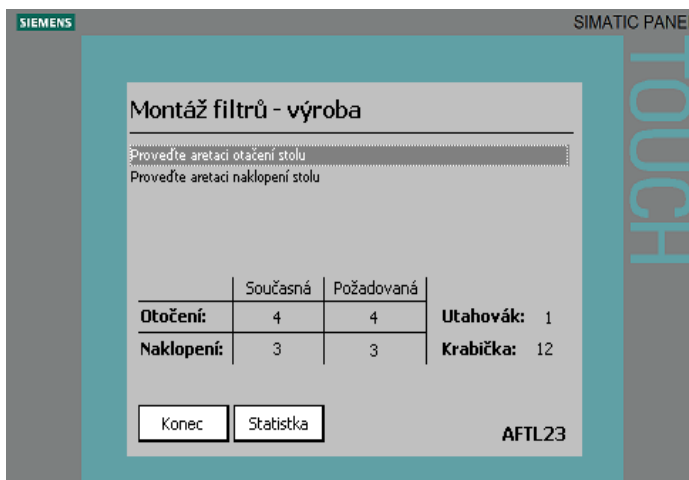 SIEMENS
SIMATIC PANE
TOUCH
Montáž filtrů - výroba
Proveďte aretaci otáčení stolu
Proveďte aretaci naklopení stolu
Současná Požadovaná
Otočení: 4 4 Utahovák: 1
Naklopení: 3 3 Krabička: 12
Konec Statistka
AFTL23